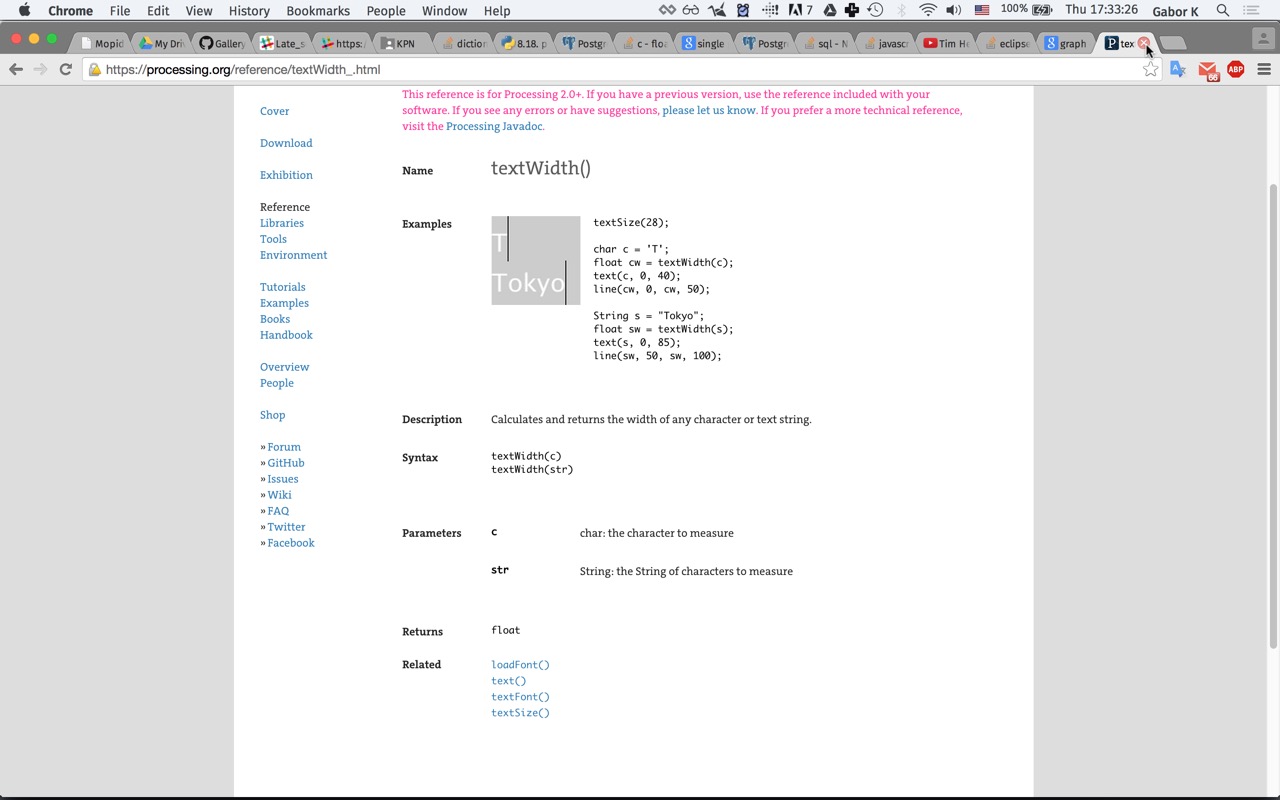 Chrome File Edit View History Bookmarks People Window Help 7 100% Thu 17:33:26 Gabor K
Mopid My Dri Gallery Late_s https: KPN diction 8.18. p Postgr c - floa single Postgr sql - N javasc Tim He eclipse graph tex
https://processing.org/reference/textWidth_.html 66 ABP
This reference is for Processing 2.0+. If you have a previous version, use the reference included with your
software. If you see any errors or have suggestions, please let us know. If you prefer a more technical reference,
visit the Processing Javadoc.
Cover
Download
Exhibition
Reference
Libraries
Tools
Environment
Tutorials
Examples
Books
Handbook
Overview
People
Shop
» Forum
» GitHub
» Issues
» Wiki
» FAQ
» Twitter
» Facebook
Name textWidth()
Examples
T
Tokyo
textSize(28);
char c = 'T';
float cw = textWidth(c);
text(c, 0, 40);
line(cw, 0, cw, 50);
String s = "Tokyo";
float sw = textWidth(s);
text(s, 0, 85);
line(sw, 50, sw, 100);
Description Calculates and returns the width of any character or text string.
Syntax textWidth(c)
textWidth(str)
Parameters c char: the character to measure
str String: the String of characters to measure
Returns float
Related loadFont()
text()
textFont()
textSize()